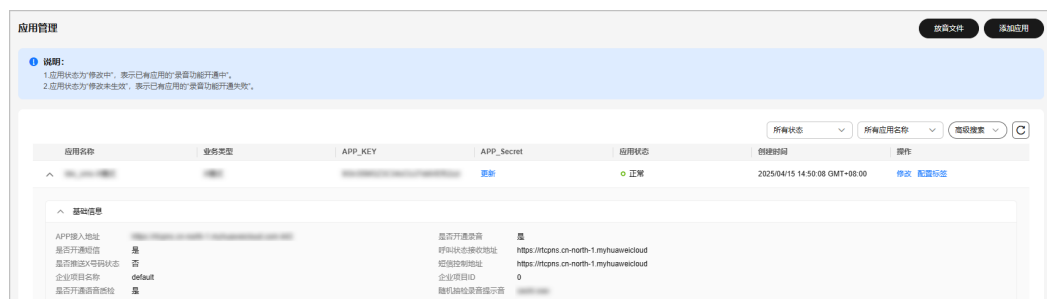 应用管理
放音文件 添加应用
说明：
1.应用状态为“修改中”，表示已有应用的“录音功能开通中”。
2.应用状态为“修改未生效”，表示已有应用的“录音功能开通失败”。
所有状态 所有应用名称 高级搜索
应用名称 业务类型 APP_KEY APP_Secret 应用状态 创建时间 操作
更新 正常 2025/04/15 14:50:08 GMT+08:00 修改 配置标签
基础信息
APP接入地址 是否开通录音 是
是否开通短信 是 呼叫状态接收地址 https://rtcpns.cn-north-1.myhuaweicloud
是否推送X号码状态 否 短信控制地址 https://rtcpns.cn-north-1.myhuaweicloud
企业项目名称 default 企业项目ID 0
是否开通语音质检 是 随机抽检录音提示音